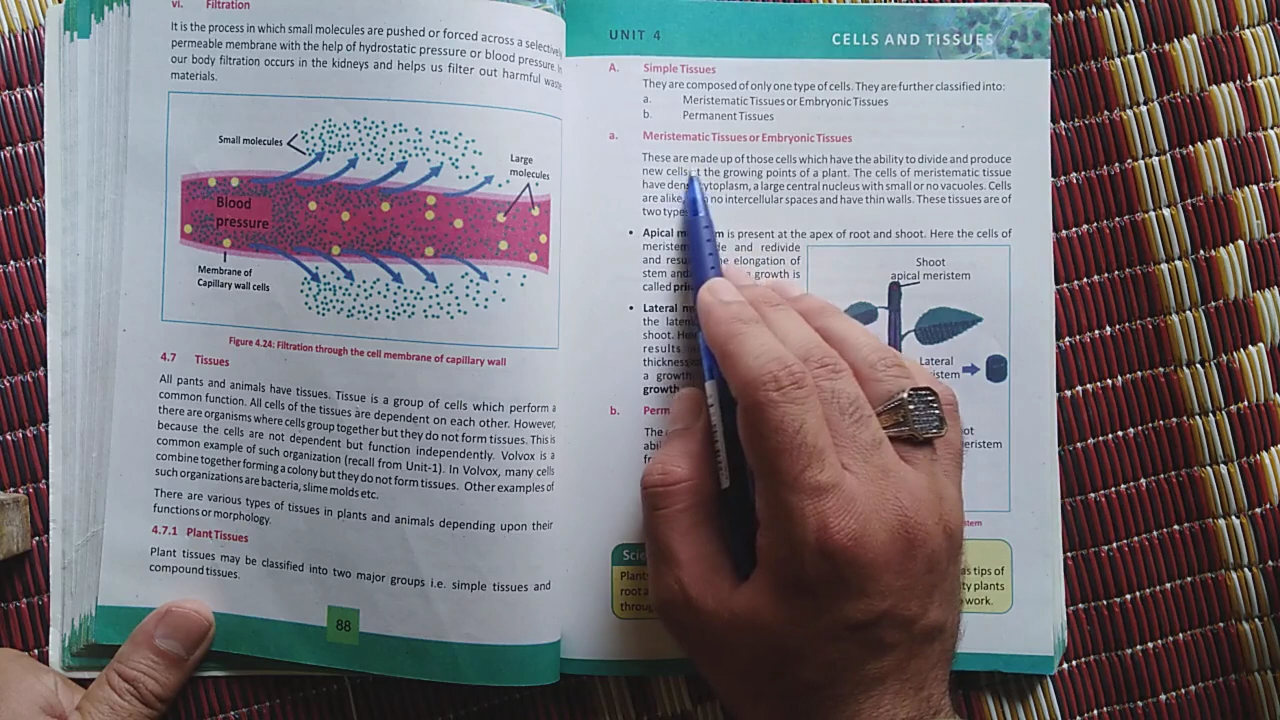 vi. Filtration
It is the process in which small molecules are pushed or forced across a selectively
permeable membrane with the help of hydrostatic pressure or blood pressure. In
our body filtration occurs in the kidneys and helps us filter out harmful waste
materials.
Small molecules
Large
molecules
Blood
pressure
Membrane of
Capillary wall cells
Figure 4.24: Filtration through the cell membrane of capillary wall
4.7 Tissues
All pants and animals have tissues. Tissue is a group of cells which perform a
common function. All cells of the tissues are dependent on each other. However,
there are organisms where cells group together but they do not form tissues. This is
because the cells are not dependent but function independently. Volvox is a
common example of such organization (recall from Unit-1). In Volvox, many cells
combine together forming a colony but they do not form tissues. Other examples of
such organizations are bacteria, slime molds etc.
There are various types of tissues in plants and animals depending upon their
functions or morphology.
4.7.1 Plant Tissues
Plant tissues may be classified into two major groups i.e. simple tissues and
compound tissues.
88
UNIT 4
CELLS AND TISSUES
A. Simple Tissues
They are composed of only one type of cells. They are further classified into:
a. Meristematic Tissues or Embryonic Tissues
b. Permanent Tissues
a. Meristematic Tissues or Embryonic Tissues
These are made up of those cells which have the ability to divide and produce
new cells at the growing points of a plant. The cells of meristematic tissue
have cytoplasm, a large central nucleus with small or no vacuoles. Cells
are alike, no intercellular spaces and have thin walls. These tissues are of
two
• Apical is present at the apex of root and shoot. Here the cells of
and redivide
and elongation of
stem growth is
called
• Lateral
the
shoot.
results
thickness
a growth
growth
Shoot
apical meristem
Lateral
b.
The
Plant tips of
root plants
work.